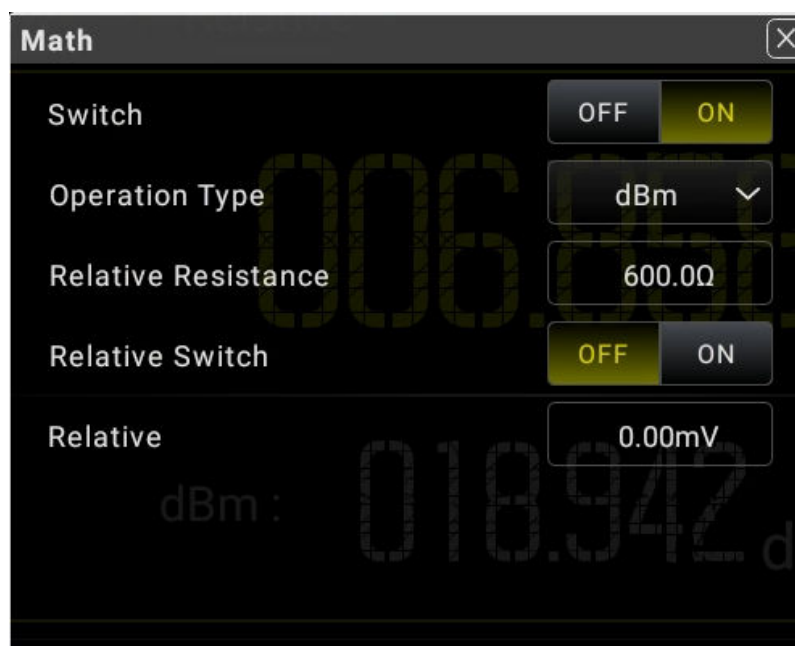 Math
Switch OFF ON
Operation Type dBm
Relative Resistance 600.0Ω
Relative Switch OFF ON
Relative 0.00mV
dBm : 018.942 d